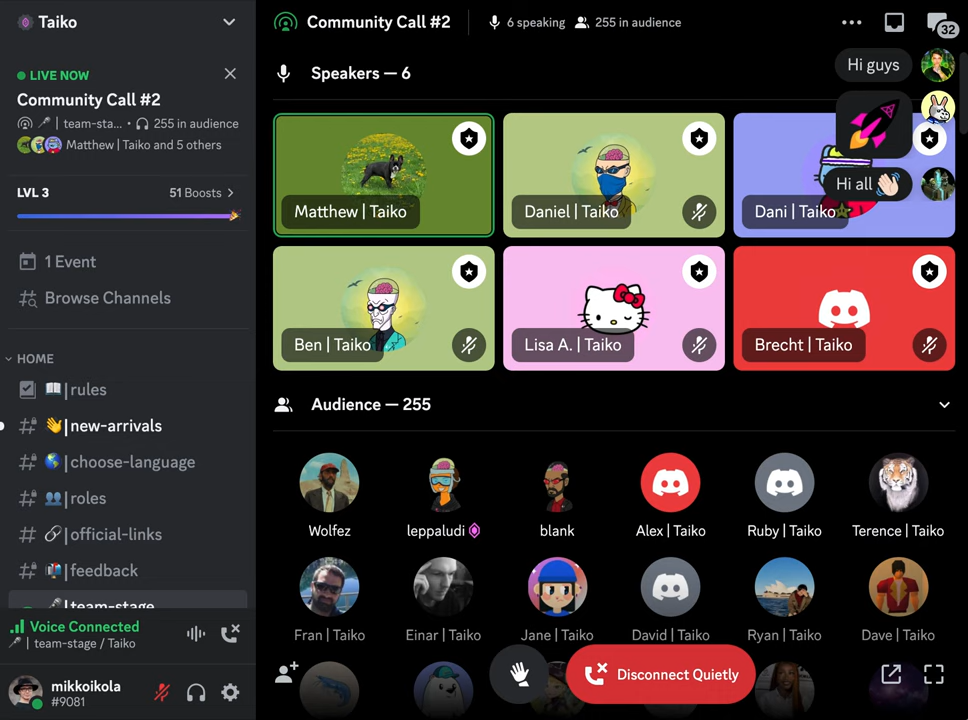 Taiko
LIVE NOW
Community Call #2
team-sta... • 255 in audience
Matthew | Taiko and 5 others
LVL 3
51 Boosts
1 Event
Browse Channels
HOME
|rules
|new-arrivals
|choose-language
|roles
|official-links
|feedback
team-stage
Voice Connected
team-stage / Taiko
mikkoikola
#9081
Community Call #2
6 speaking
255 in audience
32
Speakers — 6
Hi guys
Hi all
Matthew | Taiko
Daniel | Taiko
Dani | Taiko
Ben | Taiko
Lisa A. | Taiko
Brecht | Taiko
Audience — 255
Wolfez
leppaludi
blank
Alex | Taiko
Ruby | Taiko
Terence | Taiko
Fran | Taiko
Einar | Taiko
Jane | Taiko
David | Taiko
Ryan | Taiko
Dave | Taiko
Disconnect Quietly